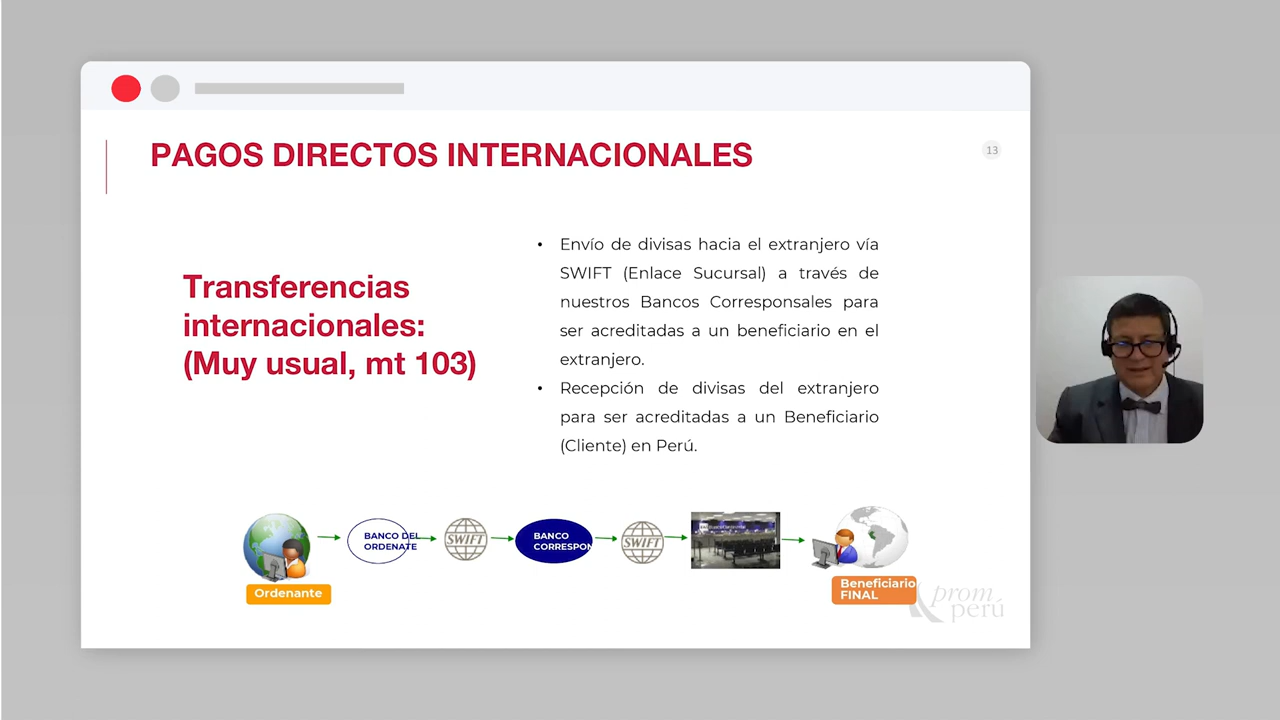 PAGOS DIRECTOS INTERNACIONALES
13
Transferencias
internacionales:
(Muy usual, mt 103)
• Envío de divisas hacia el extranjero vía
SWIFT (Enlace Sucursal) a través de
nuestros Bancos Corresponsales para
ser acreditadas a un beneficiario en el
extranjero.
• Recepción de divisas del extranjero
para ser acreditadas a un Beneficiario
(Cliente) en Perú.
BANCO DEL
ORDENATE
SWIFT
BANCO
CORRESPON
SWIFT
Ordenante
Beneficiario
FINAL
prom
perú